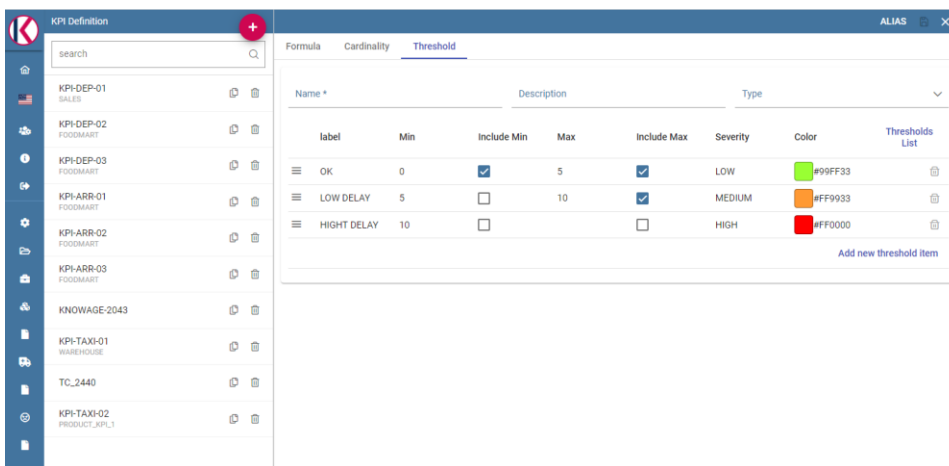 KPI Definition
+
ALIAS
search
Formula Cardinality Threshold
KPI-DEP-01
SALES
KPI-DEP-02
FOODMART
KPI-DEP-03
FOODMART
KPI-ARR-01
FOODMART
KPI-ARR-02
FOODMART
KPI-ARR-03
FOODMART
KNOWAGE-2043
KPI-TAXI-01
WAREHOUSE
TC_2440
KPI-TAXI-02
PRODUCT_KPI_1
Name * Description Type
label Min Include Min Max Include Max Severity Color Thresholds List
OK 0 5 LOW #99FF33
LOW DELAY 5 10 MEDIUM #FF9933
HIGHT DELAY 10 HIGH #FF0000
Add new threshold item